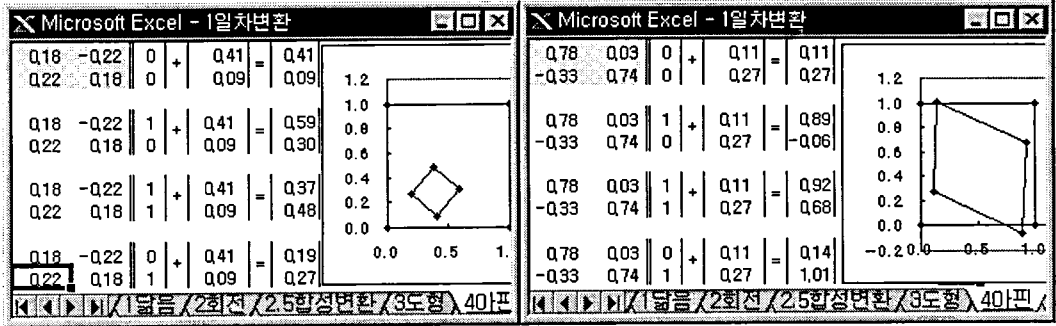 Microsoft Excel - 1일차변환
0.18 -0.22 0 + 0.41 = 0.41
0.22 0.18 0 0.09 0.09
0.18 -0.22 1 + 0.41 = 0.59
0.22 0.18 0 0.09 0.30
0.18 -0.22 1 + 0.41 = 0.37
0.22 0.18 1 0.09 0.48
0.18 -0.22 0 + 0.41 = 0.19
0.22 0.18 1 0.09 0.27
1.2
1.0
0.8
0.6
0.4
0.2
0.0
0.0 0.5 1.
1닮음 2회전 2.5합성변환 3도형 4아핀
Microsoft Excel - 1일차변환
0.78 0.03 0 + 0.11 = 0.11
-0.33 0.74 0 0.27 0.27
0.78 0.03 1 + 0.11 = 0.89
-0.33 0.74 0 0.27 -0.06
0.78 0.03 1 + 0.11 = 0.92
-0.33 0.74 1 0.27 0.68
0.78 0.03 0 + 0.11 = 0.14
-0.33 0.74 1 0.27 1.01
1.2
1.0
0.8
0.6
0.4
0.2
0.0
-0.2 0.0 0.5 1.0
1닮음 2회전 2.5합성변환 3도형 4아핀